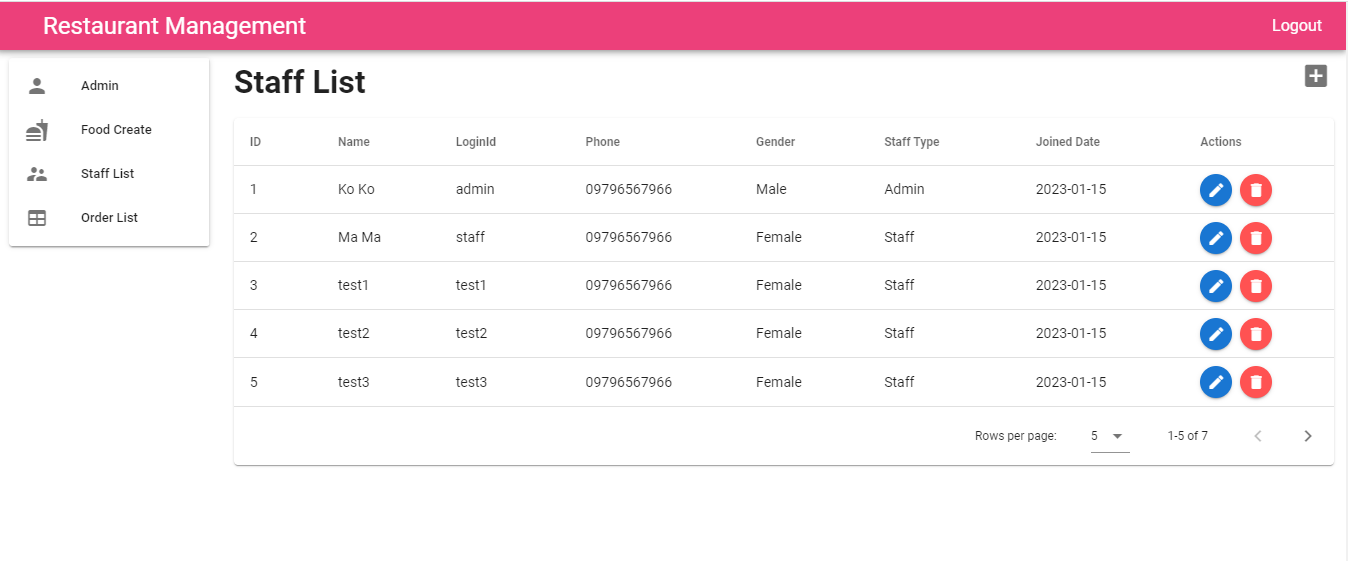 Restaurant Management Logout
Admin
Food Create
Staff List
Order List
Staff List
ID Name LoginId Phone Gender Staff Type Joined Date Actions
1 Ko Ko admin 09796567966 Male Admin 2023-01-15
2 Ma Ma staff 09796567966 Female Staff 2023-01-15
3 test1 test1 09796567966 Female Staff 2023-01-15
4 test2 test2 09796567966 Female Staff 2023-01-15
5 test3 test3 09796567966 Female Staff 2023-01-15
Rows per page: 5 1-5 of 7